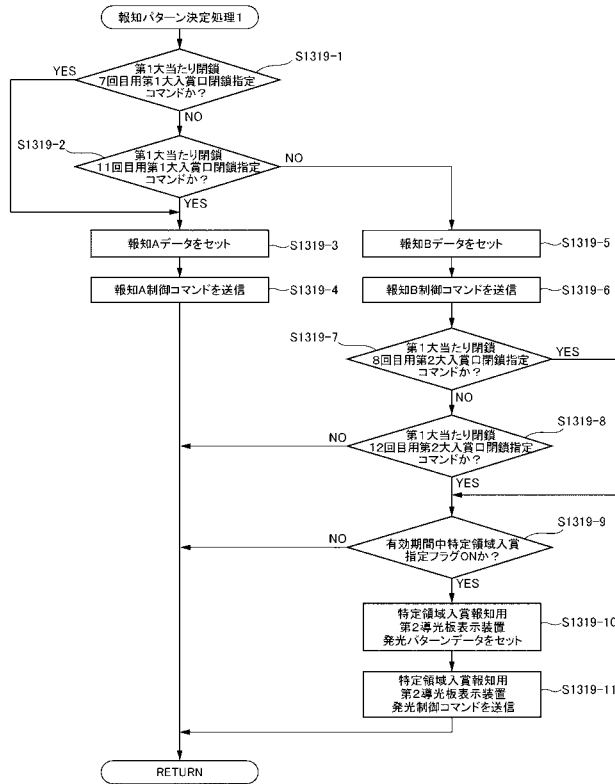 報知パターン決定処理1
S1319-1
第1大当たり閉鎖
7回目用第1大入賞口閉鎖指定
コマンドか?
YES
NO
S1319-2
第1大当たり閉鎖
11回目用第1大入賞口閉鎖指定
コマンドか?
NO
YES
報知Aデータをセット
S1319-3
報知Bデータをセット
S1319-5
報知A制御コマンドを送信
S1319-4
報知B制御コマンドを送信
S1319-6
S1319-7
第1大当たり閉鎖
8回目用第2大入賞口閉鎖指定
コマンドか?
YES
NO
S1319-8
第1大当たり閉鎖
12回目用第2大入賞口閉鎖指定
コマンドか?
NO
YES
S1319-9
有効期間中特定領域入賞
指定フラグONか?
NO
YES
特定領域入賞報知用
第2導光板表示装置
発光パターンデータをセット
S1319-10
特定領域入賞報知用
第2導光板表示装置
発光制御コマンドを送信
S1319-11
RETURN